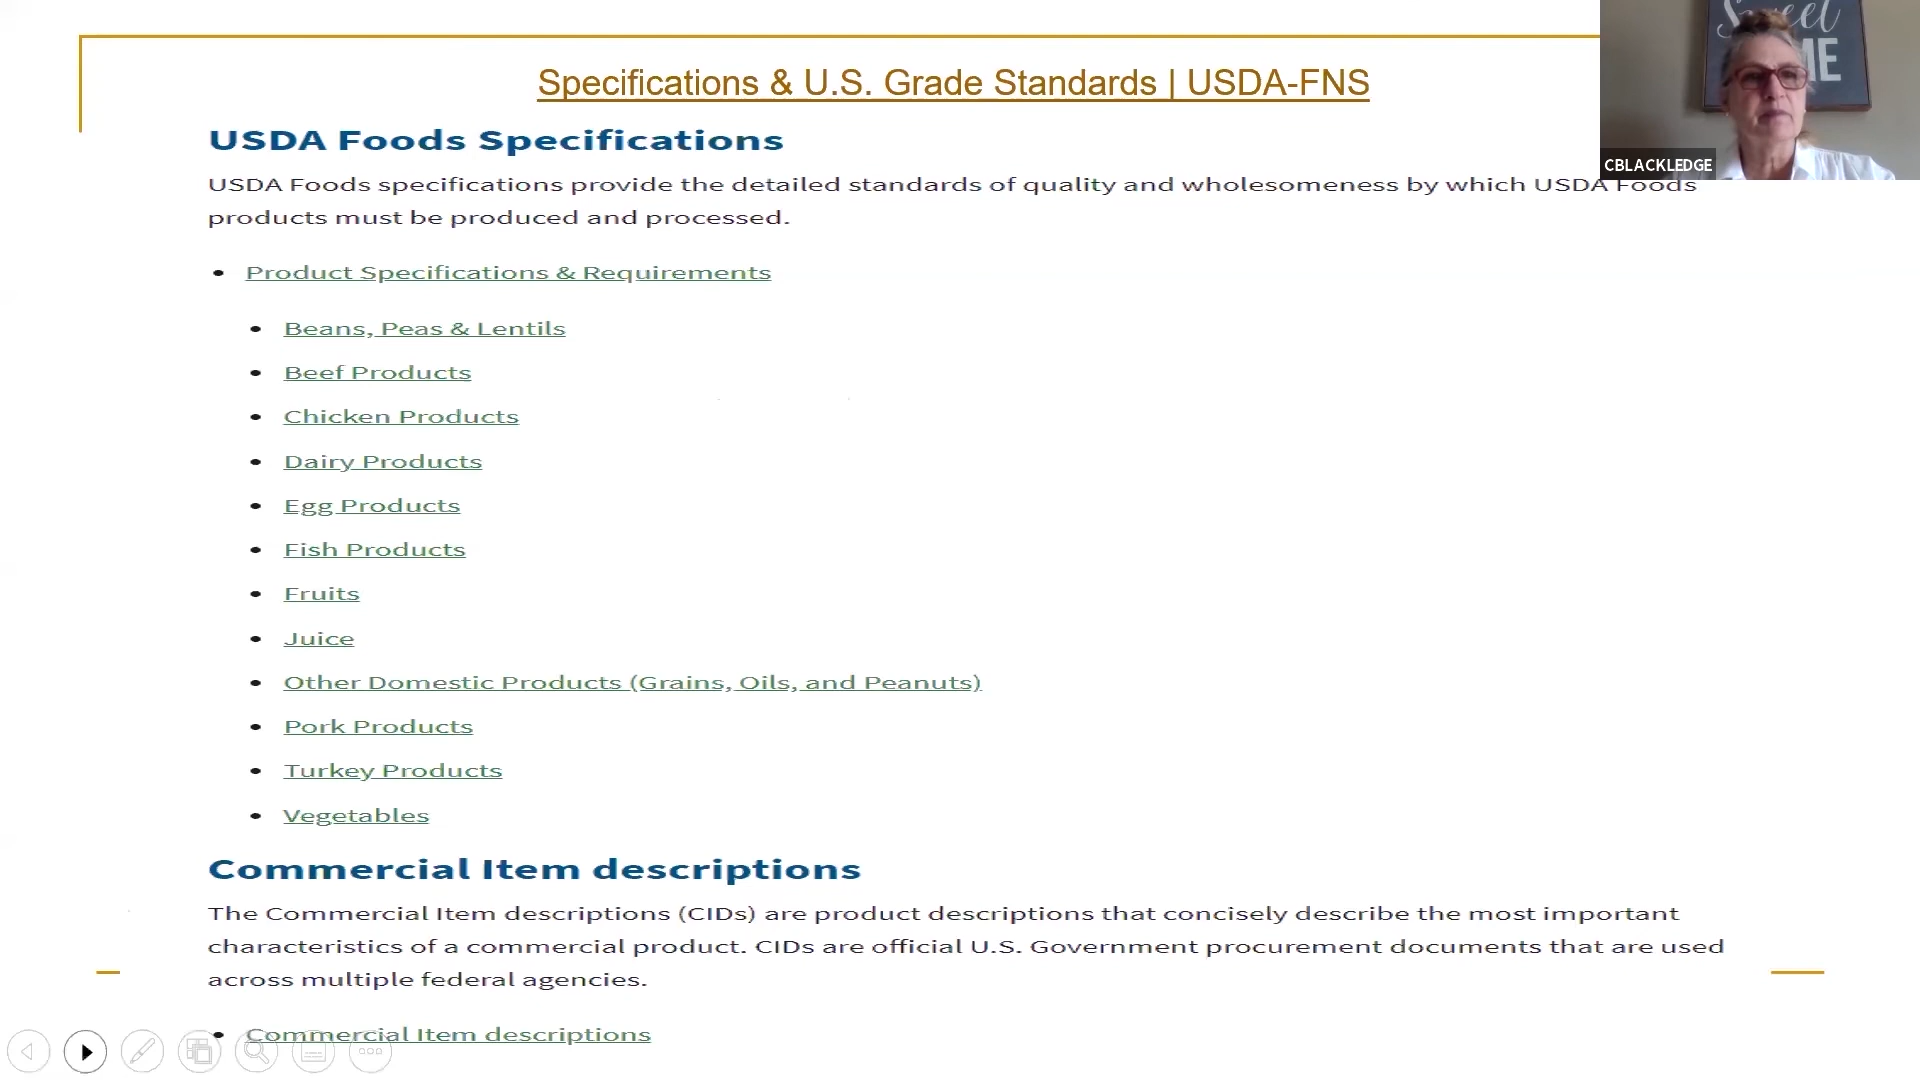 Specifications & U.S. Grade Standards | USDA-FNS
Sweet
ME
CBLACKLEDGE
USDA Foods Specifications
USDA Foods specifications provide the detailed standards of quality and wholesomeness by which USDA Foods
products must be produced and processed.
Product Specifications & Requirements
Beans, Peas & Lentils
Beef Products
Chicken Products
Dairy Products
Egg Products
Fish Products
Fruits
Juice
Other Domestic Products (Grains, Oils, and Peanuts)
Pork Products
Turkey Products
Vegetables
Commercial Item descriptions
The Commercial Item descriptions (CIDs) are product descriptions that concisely describe the most important
characteristics of a commercial product. CIDs are official U.S. Government procurement documents that are used
across multiple federal agencies.
Commercial Item descriptions